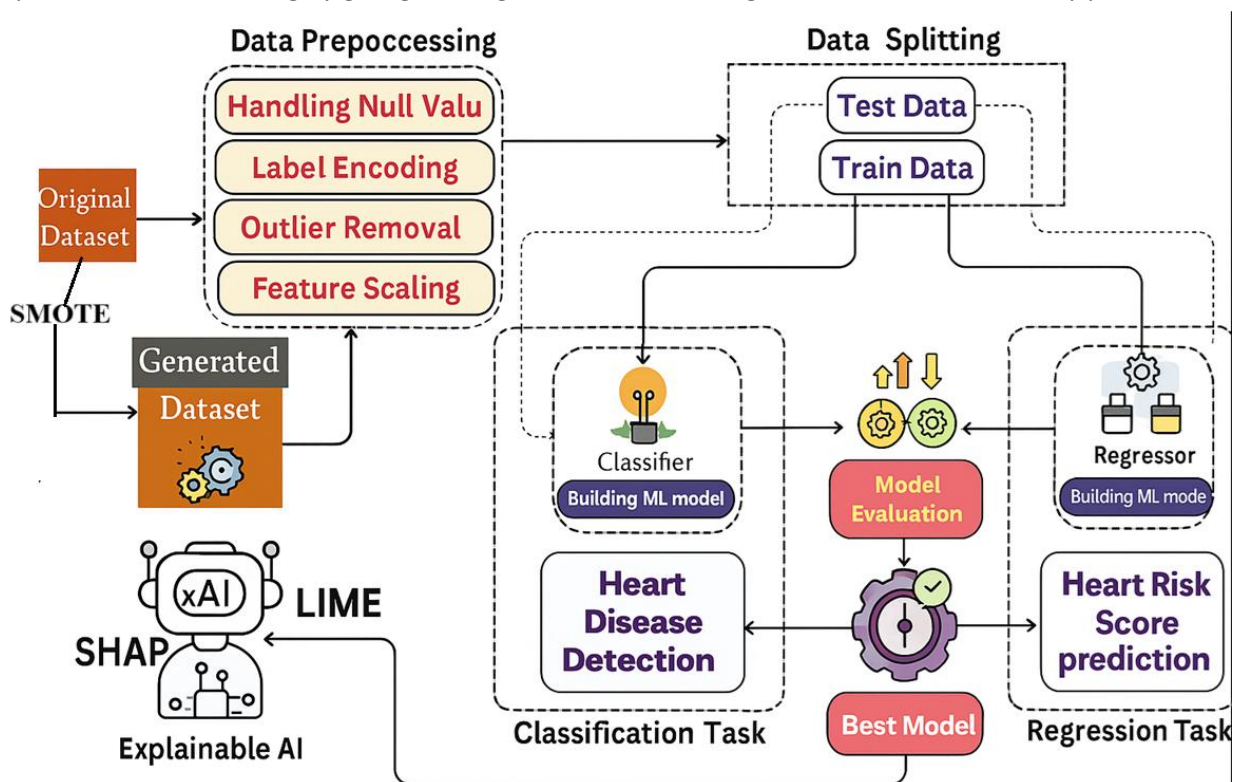 Data Prepoccessing
Handling Null Valu
Label Encoding
Outlier Removal
Feature Scaling
Data Splitting
Test Data
Train Data
Original
Dataset
SMOTE
Generated
Dataset
Classifier
Building ML model
Model
Evaluation
Regressor
Building ML mode
Heart
Disease
Detection
Heart Risk
Score
prediction
Classification Task
Best Model
Regression Task
xAI
LIME
SHAP
Explainable AI